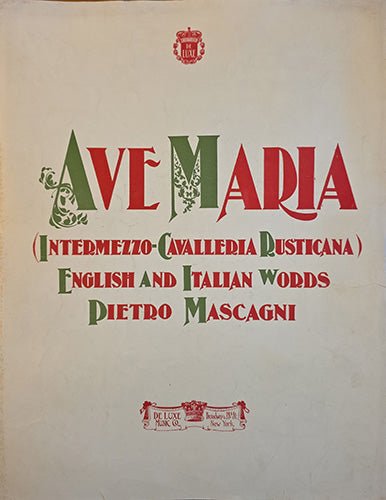 DE LUXE
AVE MARIA
(INTERMEZZO-CAVALLERIA RUSTICANA)
ENGLISH AND ITALIAN WORDS
PIETRO MASCAGNI
DE LUXE MUSIC CO.
New York.